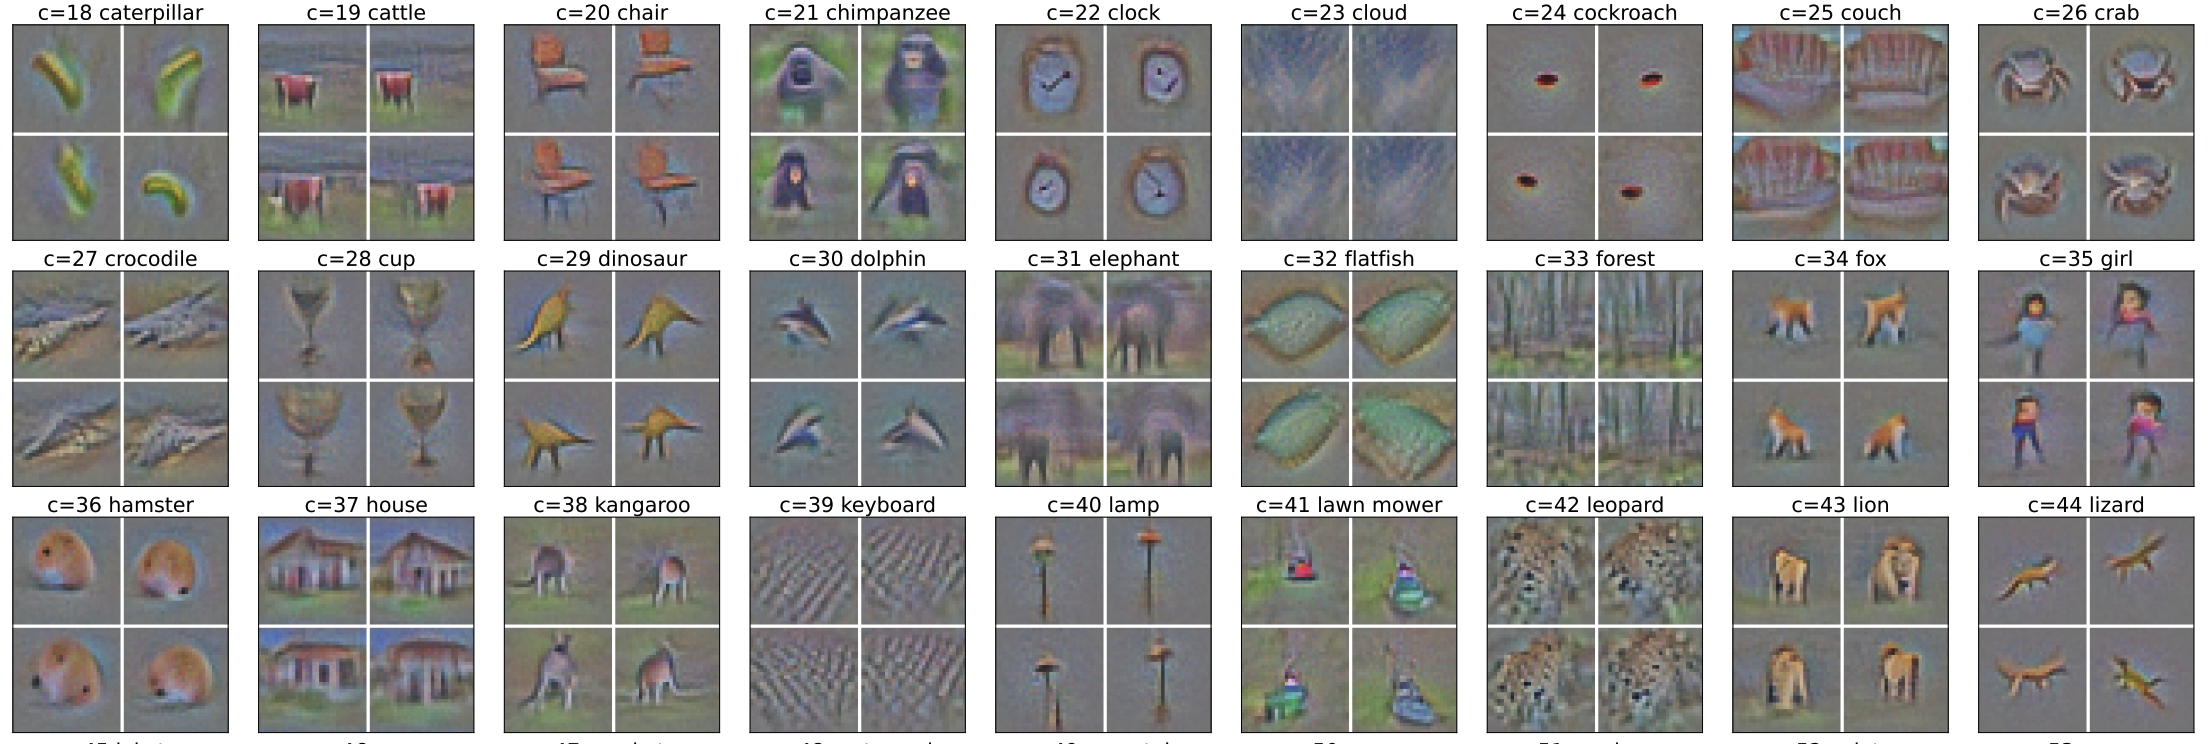 c=18 caterpillar c=19 cattle c=20 chair c=21 chimpanzee c=22 clock c=23 cloud c=24 cockroach c=25 couch c=26 crab
c=27 crocodile c=28 cup c=29 dinosaur c=30 dolphin c=31 elephant c=32 flatfish c=33 forest c=34 fox c=35 girl
c=36 hamster c=37 house c=38 kangaroo c=39 keyboard c=40 lamp c=41 lawn mower c=42 leopard c=43 lion c=44 lizard